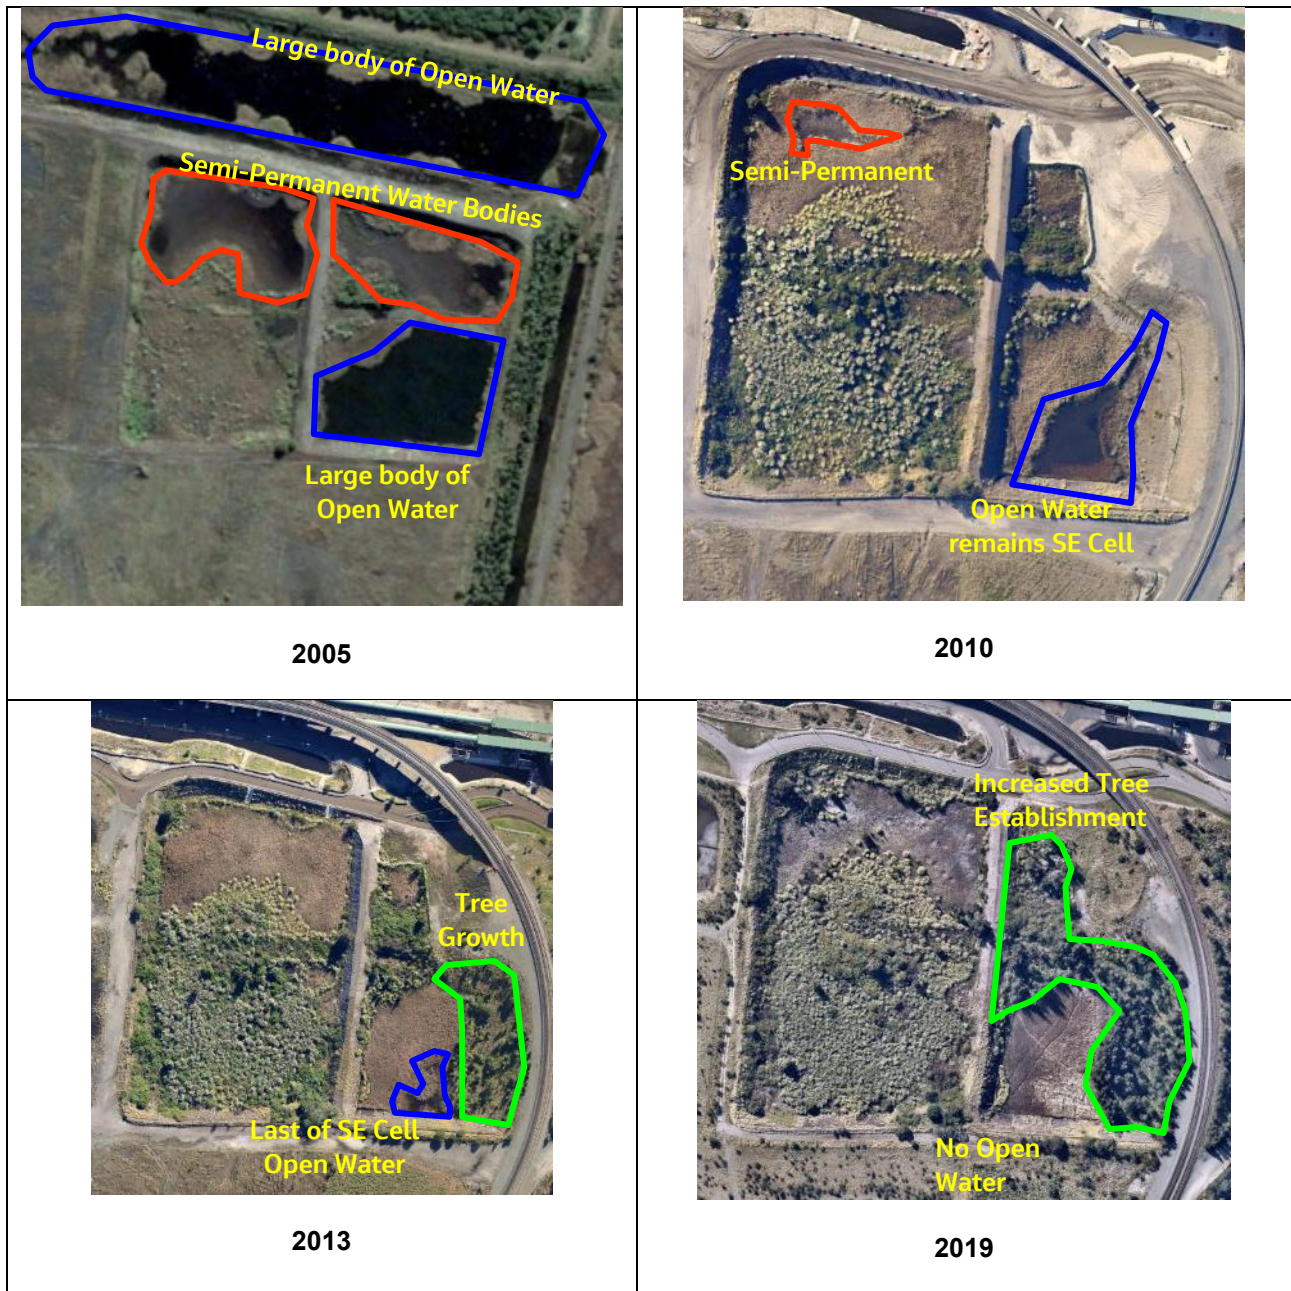 Large body of Open Water
Semi-Permanent Water Bodies
Large body of
Open Water
2005
Semi-Permanent
Open Water
remains SE Cell
2010
Tree
Growth
Last of SE Cell
Open Water
2013
Increased Tree
Establishment
No Open
Water
2019